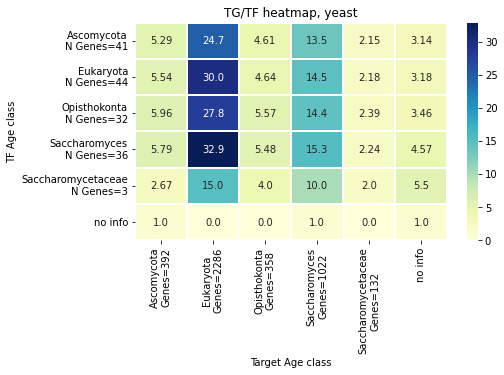 TG/TF heatmap, yeast
TF Age class
Ascomycota
N Genes=41
5.29 24.7 4.61 13.5 2.15 3.14
Eukaryota
N Genes=44
5.54 30.0 4.64 14.5 2.18 3.18
Opisthokonta
N Genes=32
5.96 27.8 5.57 14.4 2.39 3.46
Saccharomyces
N Genes=36
5.79 32.9 5.48 15.3 2.24 4.57
Saccharomycetaceae
N Genes=3
2.67 15.0 4.0 10.0 2.0 5.5
no info
1.0 0.0 0.0 1.0 0.0 1.0
30
25
20
15
10
5
0
Ascomycota
Genes=392
Eukaryota
Genes=2286
Opisthokonta
Genes=358
Saccharomyces
Genes=1022
Saccharomycetaceae
Genes=132
no info
Target Age class